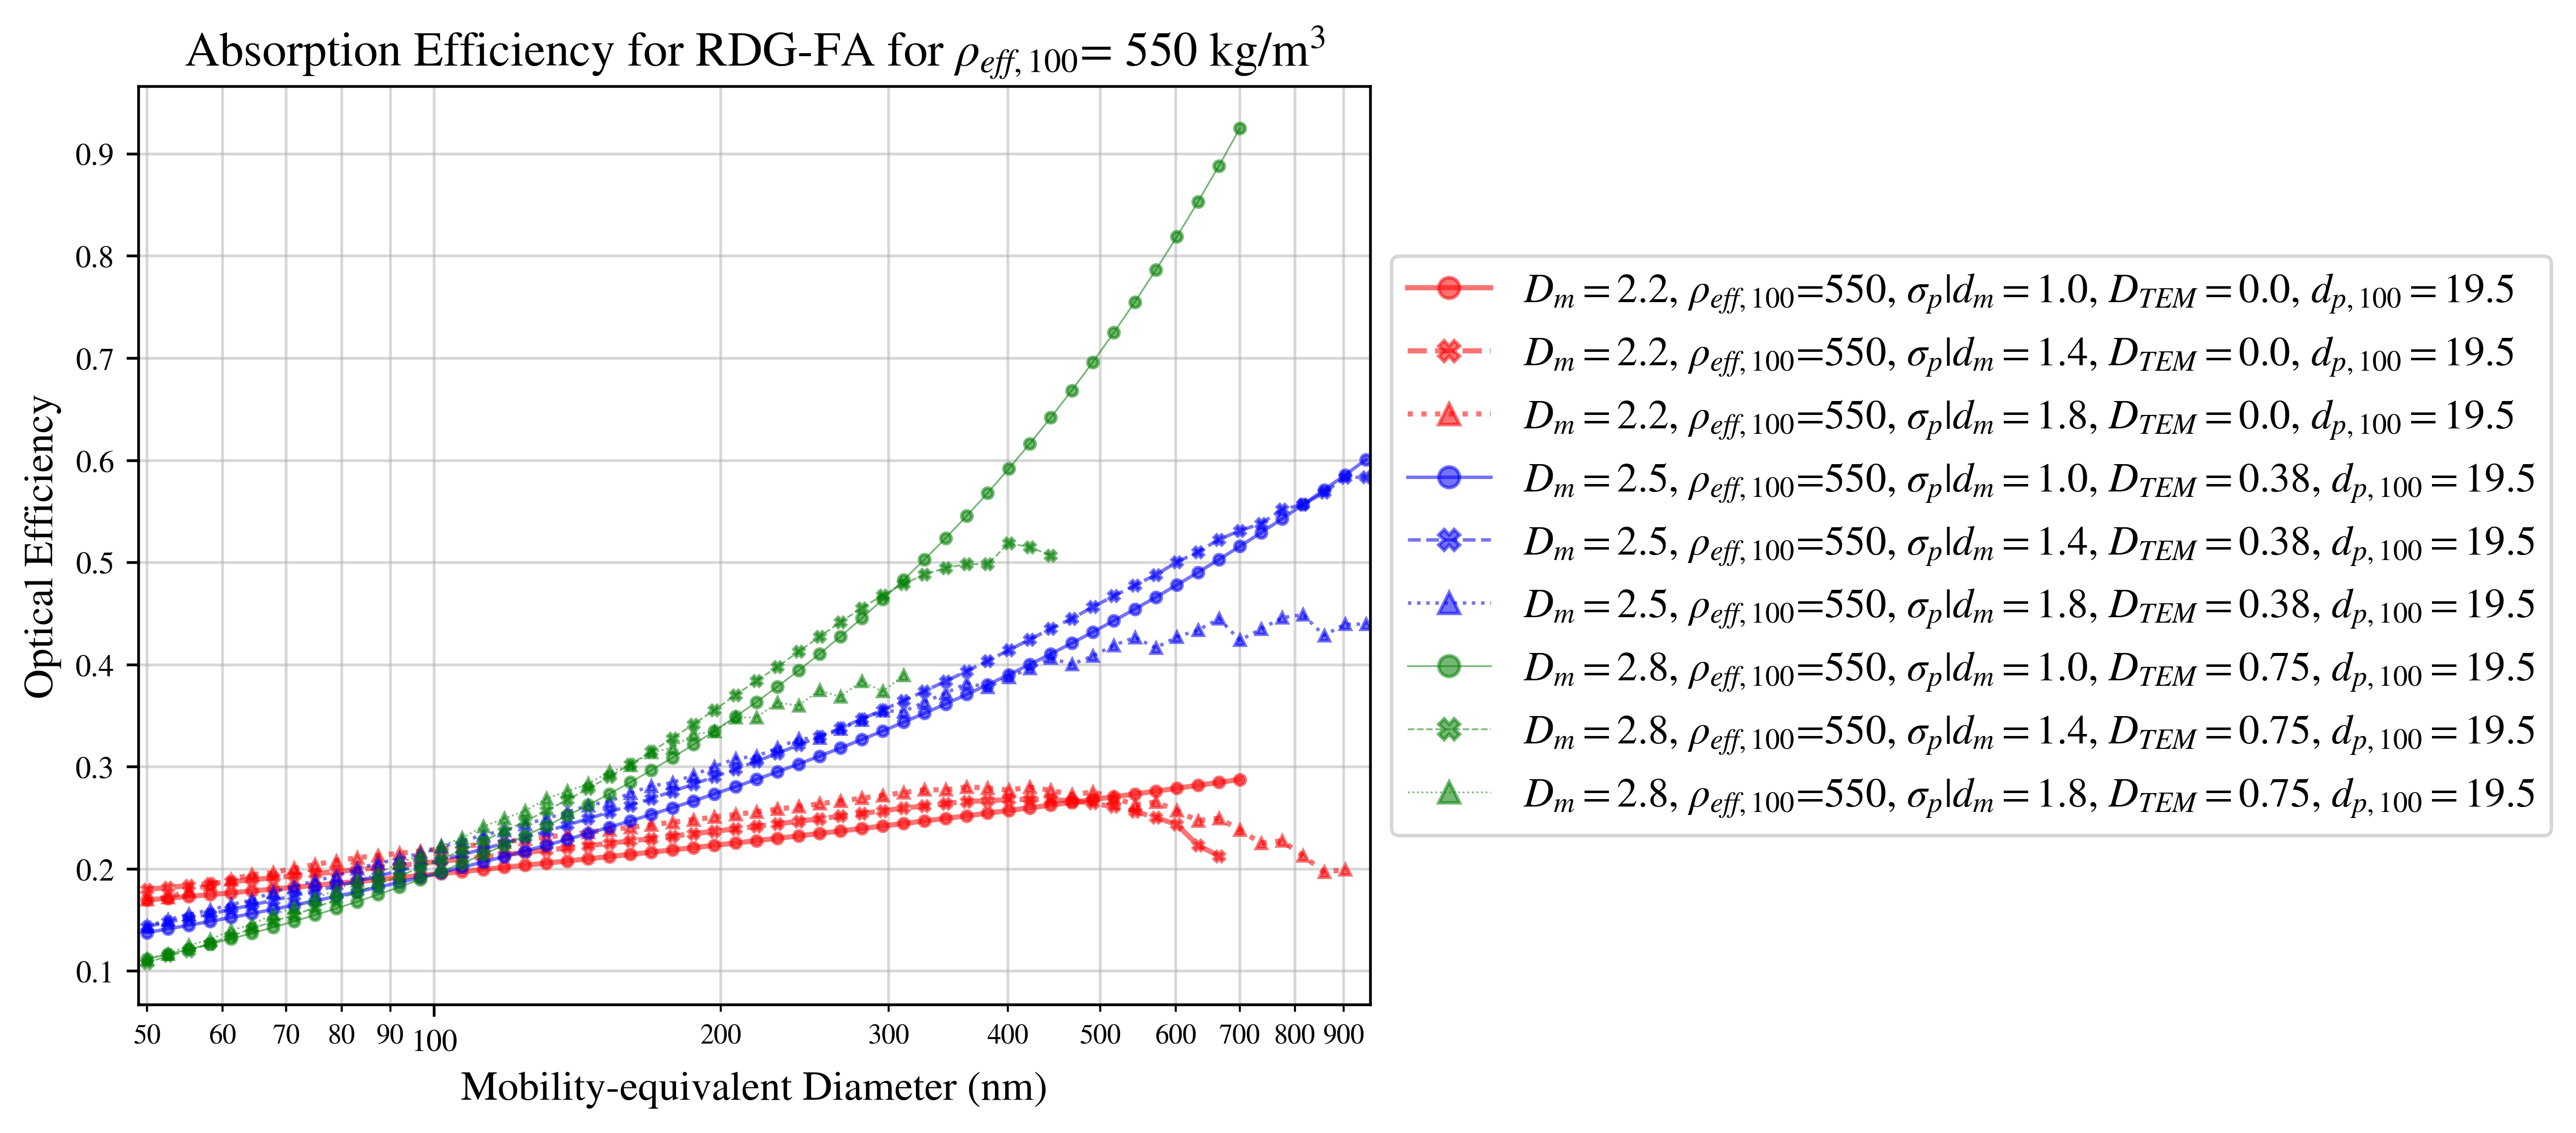 Absorption Efficiency for RDG-FA for ρeff,100= 550 kg/m³
Optical Efficiency
0.9
0.8
0.7
0.6
0.5
0.4
0.3
0.2
0.1
50 60 70 80 90 100 200 300 400 500 600 700 800 900
Mobility-equivalent Diameter (nm)
Dm = 2.2, ρeff,100=550, σp|dm = 1.0, DTEM = 0.0, dp,100 = 19.5
Dm = 2.2, ρeff,100=550, σp|dm = 1.4, DTEM = 0.0, dp,100 = 19.5
Dm = 2.2, ρeff,100=550, σp|dm = 1.8, DTEM = 0.0, dp,100 = 19.5
Dm = 2.5, ρeff,100=550, σp|dm = 1.0, DTEM = 0.38, dp,100 = 19.5
Dm = 2.5, ρeff,100=550, σp|dm = 1.4, DTEM = 0.38, dp,100 = 19.5
Dm = 2.5, ρeff,100=550, σp|dm = 1.8, DTEM = 0.38, dp,100 = 19.5
Dm = 2.8, ρeff,100=550, σp|dm = 1.0, DTEM = 0.75, dp,100 = 19.5
Dm = 2.8, ρeff,100=550, σp|dm = 1.4, DTEM = 0.75, dp,100 = 19.5
Dm = 2.8, ρeff,100=550, σp|dm = 1.8, DTEM = 0.75, dp,100 = 19.5